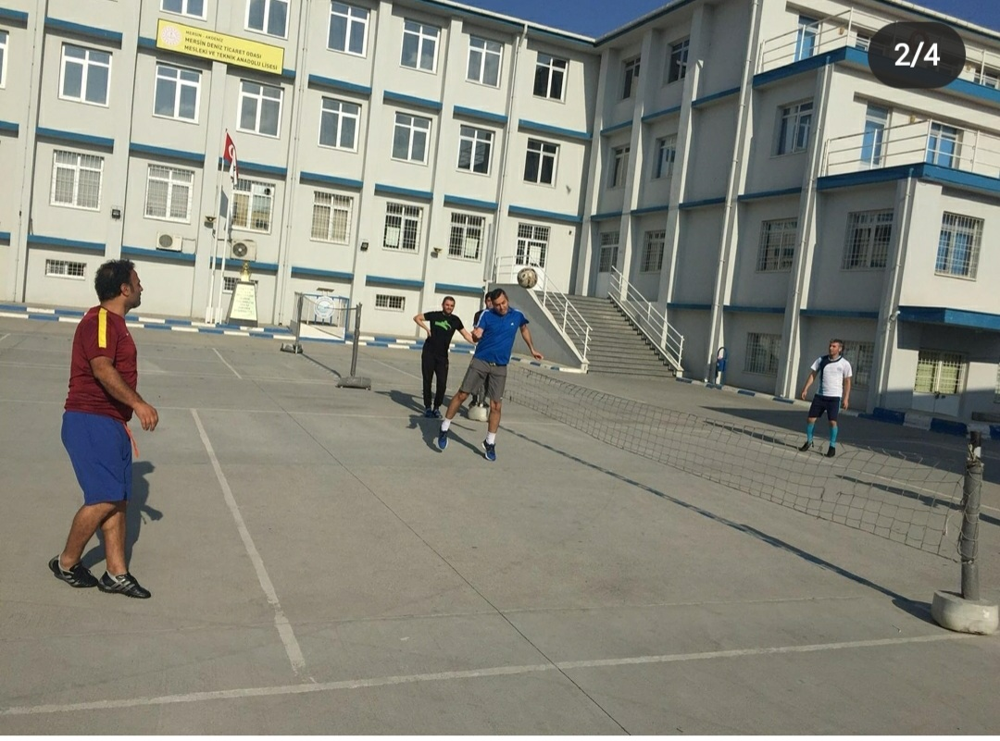 MERSİN - AKDENİZ
MERSİN DENİZ TİCARET ODASI
MESLEKİ VE TEKNİK ANADOLU LİSESİ
2/4